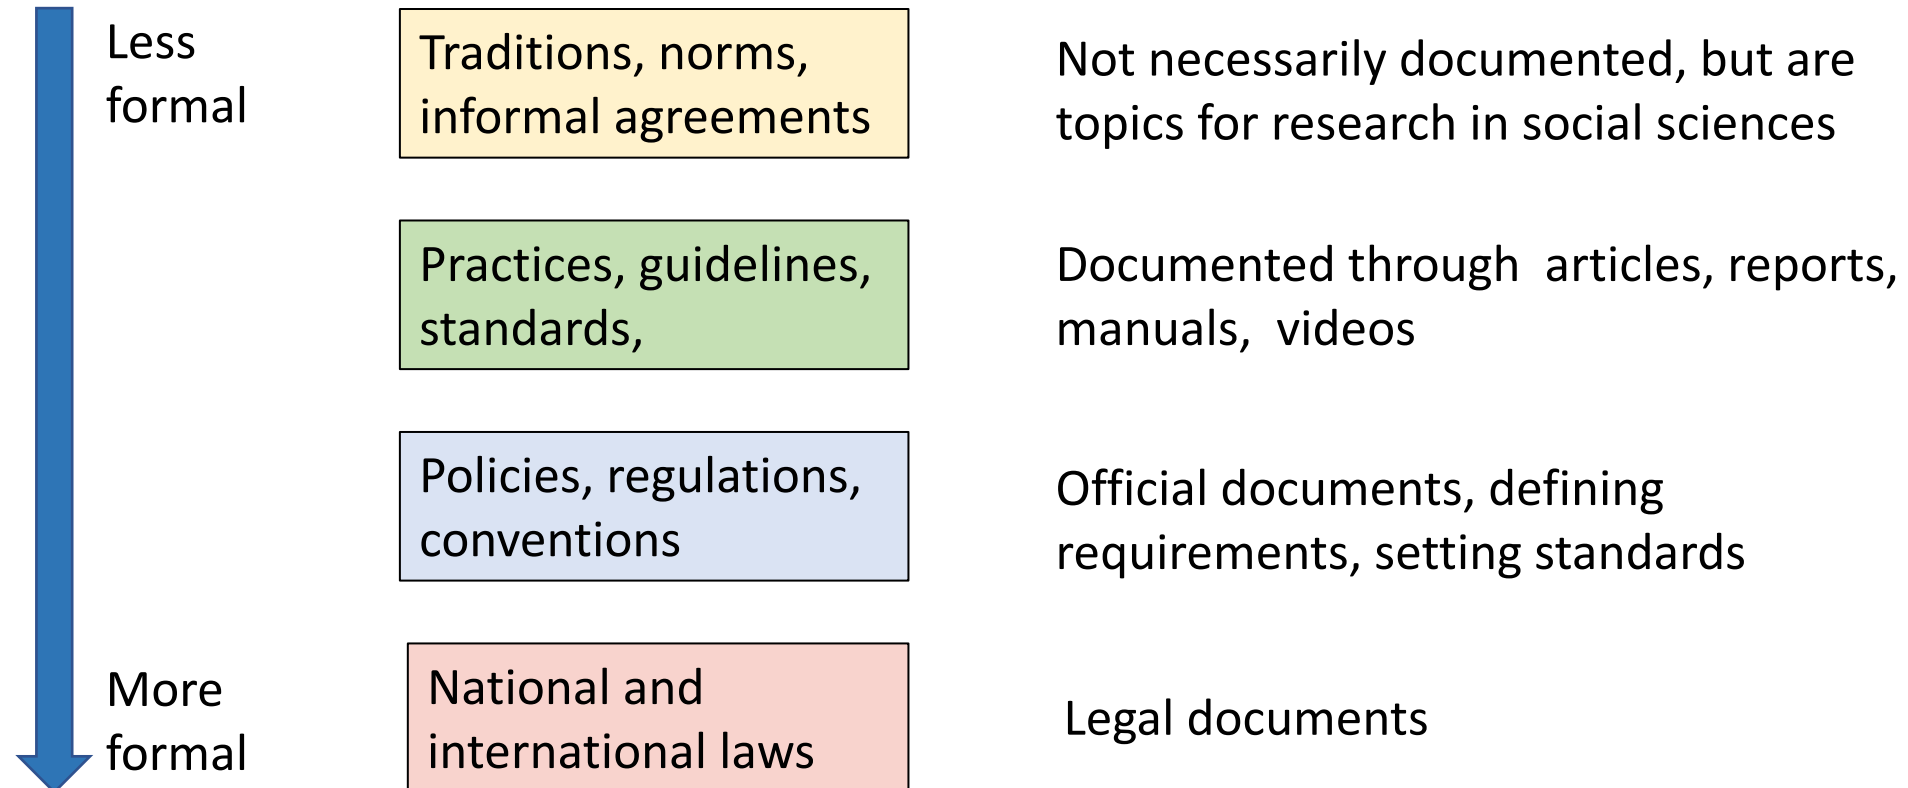 Less
formal
Traditions, norms,
informal agreements
Not necessarily documented, but are
topics for research in social sciences
Practices, guidelines,
standards,
Documented through  articles, reports,
manuals,  videos
Policies, regulations,
conventions
Official documents, defining
requirements, setting standards
More
formal
National and
international laws
Legal documents